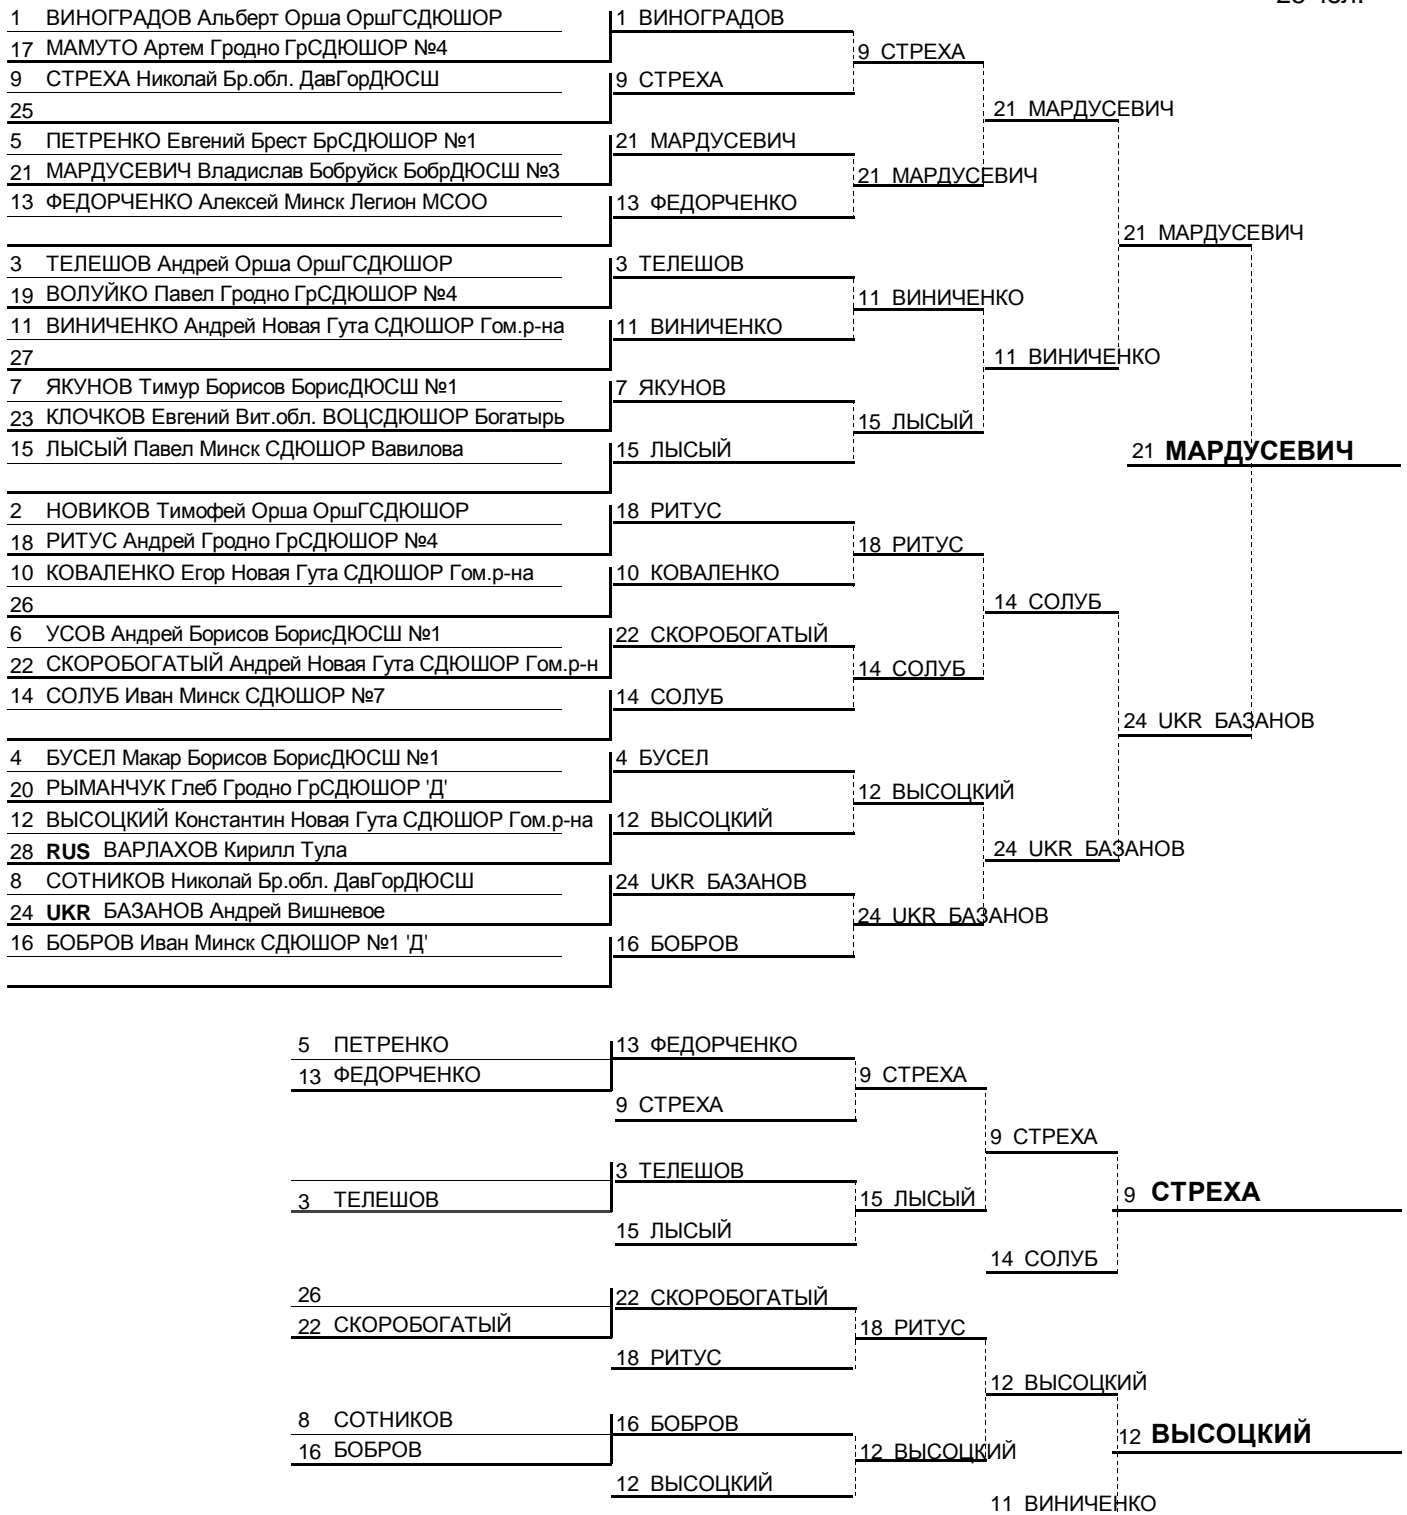 1 ВИНОГРАДОВ Альберт Орша ОршГСДЮШОР
17 МАМУТО Артем Гродно ГрСДЮШОР №4
9 СТРЕХА Николай Бр.обл. ДавГорДЮСШ
25
5 ПЕТРЕНКО Евгений Брест БрСДЮШОР №1
21 МАРДУСЕВИЧ Владислав Бобруйск БобрДЮСШ №3
13 ФЕДОРЧЕНКО Алексей Минск Легион МСОО
3 ТЕЛЕШОВ Андрей Орша ОршГСДЮШОР
19 ВОЛУЙКО Павел Гродно ГрСДЮШОР №4
11 ВИНИЧЕНКО Андрей Новая Гута СДЮШОР Гом.р-на
27
7 ЯКУНОВ Тимур Борисов БорисДЮСШ №1
23 КЛОЧКОВ Евгений Вит.обл. ВОЦСДЮШОР Богатырь
15 ЛЫСЫЙ Павел Минск СДЮШОР Вавилова
2 НОВИКОВ Тимофей Орша ОршГСДЮШОР
18 РИТУС Андрей Гродно ГрСДЮШОР №4
10 КОВАЛЕНКО Егор Новая Гута СДЮШОР Гом.р-на
26
6 УСОВ Андрей Борисов БорисДЮСШ №1
22 СКОРОБОГАТЫЙ Андрей Новая Гута СДЮШОР Гом.р-н
14 СОЛУБ Иван Минск СДЮШОР №7
4 БУСЕЛ Макар Борисов БорисДЮСШ №1
20 РЫМАНЧУК Глеб Гродно ГрСДЮШОР 'Д'
12 ВЫСОЦКИЙ Константин Новая Гута СДЮШОР Гом.р-на
28 RUS ВАРЛАХОВ Кирилл Тула
8 СОТНИКОВ Николай Бр.обл. ДавГорДЮСШ
24 UKR БАЗАНОВ Андрей Вишневое
16 БОБРОВ Иван Минск СДЮШОР №1 'Д'
1 ВИНОГРАДОВ
9 СТРЕХА
21 МАРДУСЕВИЧ
13 ФЕДОРЧЕНКО
3 ТЕЛЕШОВ
11 ВИНИЧЕНКО
7 ЯКУНОВ
15 ЛЫСЫЙ
18 РИТУС
10 КОВАЛЕНКО
22 СКОРОБОГАТЫЙ
14 СОЛУБ
4 БУСЕЛ
12 ВЫСОЦКИЙ
24 UKR БАЗАНОВ
16 БОБРОВ
9 СТРЕХА
21 МАРДУСЕВИЧ
11 ВИНИЧЕНКО
15 ЛЫСЫЙ
18 РИТУС
14 СОЛУБ
12 ВЫСОЦКИЙ
24 UKR БАЗАНОВ
21 МАРДУСЕВИЧ
11 ВИНИЧЕНКО
14 СОЛУБ
24 UKR БАЗАНОВ
21 МАРДУСЕВИЧ
24 UKR БАЗАНОВ
21 МАРДУСЕВИЧ
5 ПЕТРЕНКО
13 ФЕДОРЧЕНКО
3 ТЕЛЕШОВ
26
22 СКОРОБОГАТЫЙ
8 СОТНИКОВ
16 БОБРОВ
13 ФЕДОРЧЕНКО
9 СТРЕХА
3 ТЕЛЕШОВ
15 ЛЫСЫЙ
22 СКОРОБОГАТЫЙ
18 РИТУС
16 БОБРОВ
12 ВЫСОЦКИЙ
9 СТРЕХА
15 ЛЫСЫЙ
18 РИТУС
12 ВЫСОЦКИЙ
9 СТРЕХА
14 СОЛУБ
12 ВЫСОЦКИЙ
11 ВИНИЧЕНКО
9 СТРЕХА
12 ВЫСОЦКИЙ